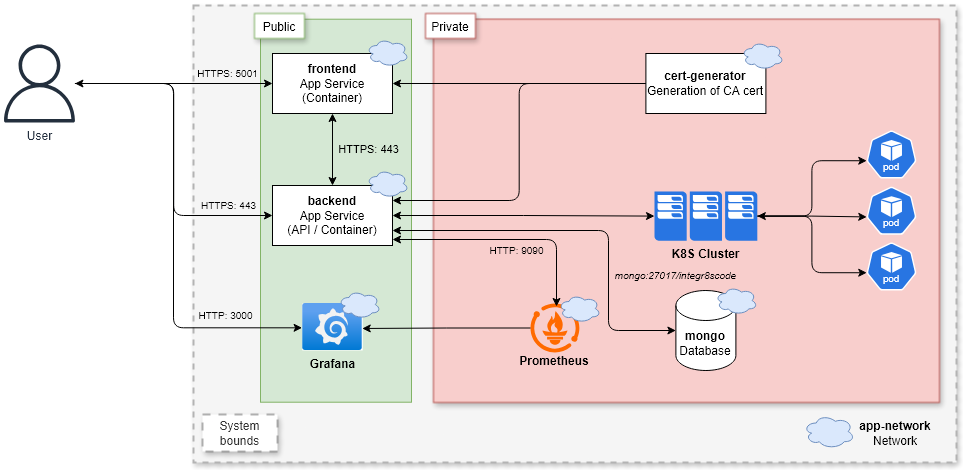 Public
Private
frontend
App Service
(Container)
cert-generator
Generation of CA cert
HTTPS: 5001
User
HTTPS: 443
pod
backend
App Service
(API / Container)
HTTPS: 443
pod
K8S Cluster
HTTP: 9090
mongo:27017/integr8scode
pod
HTTP: 3000
mongo
Database
Grafana
Prometheus
System
bounds
app-network
Network